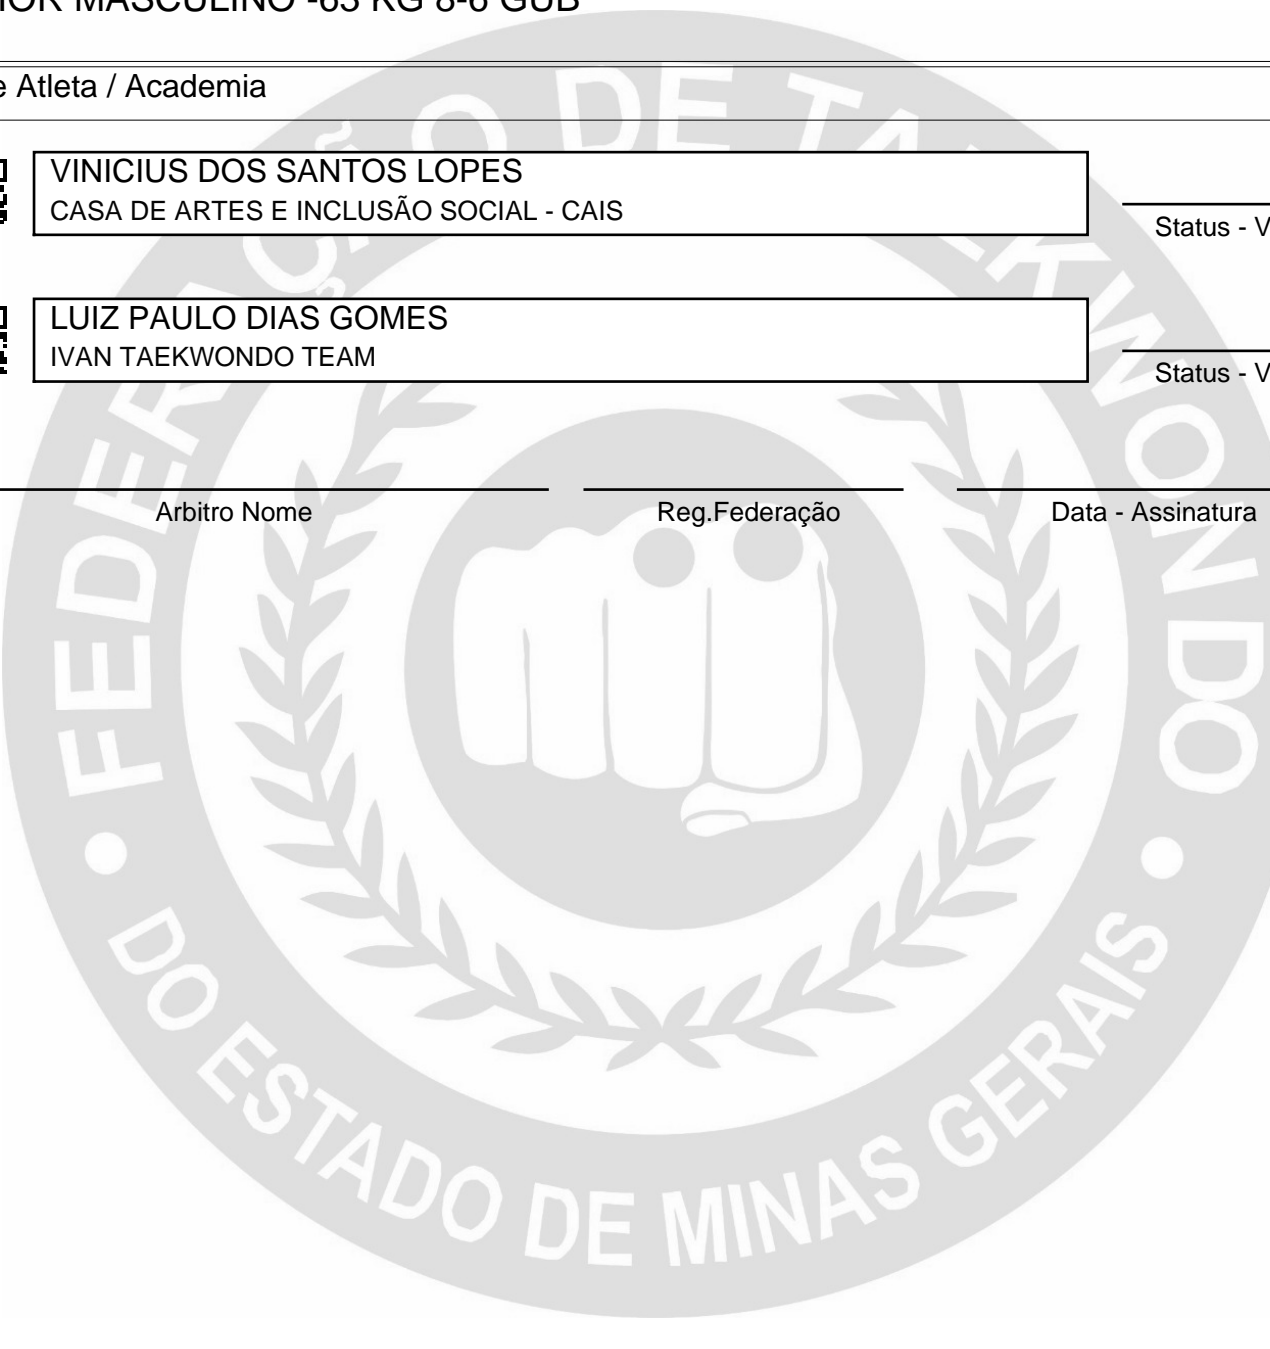 MASCULINO -63 KG 8-6 GUB
Atleta / Academia
VINICIUS DOS SANTOS LOPES
CASA DE ARTES E INCLUSÃO SOCIAL - CAIS
Status - V
LUIZ PAULO DIAS GOMES
IVAN TAEKWONDO TEAM
Status - V
Arbitro Nome
Reg.Federação
Data - Assinatura
FEDERAÇÃO DE TAEKWONDO
DO ESTADO DE MINAS GERAIS